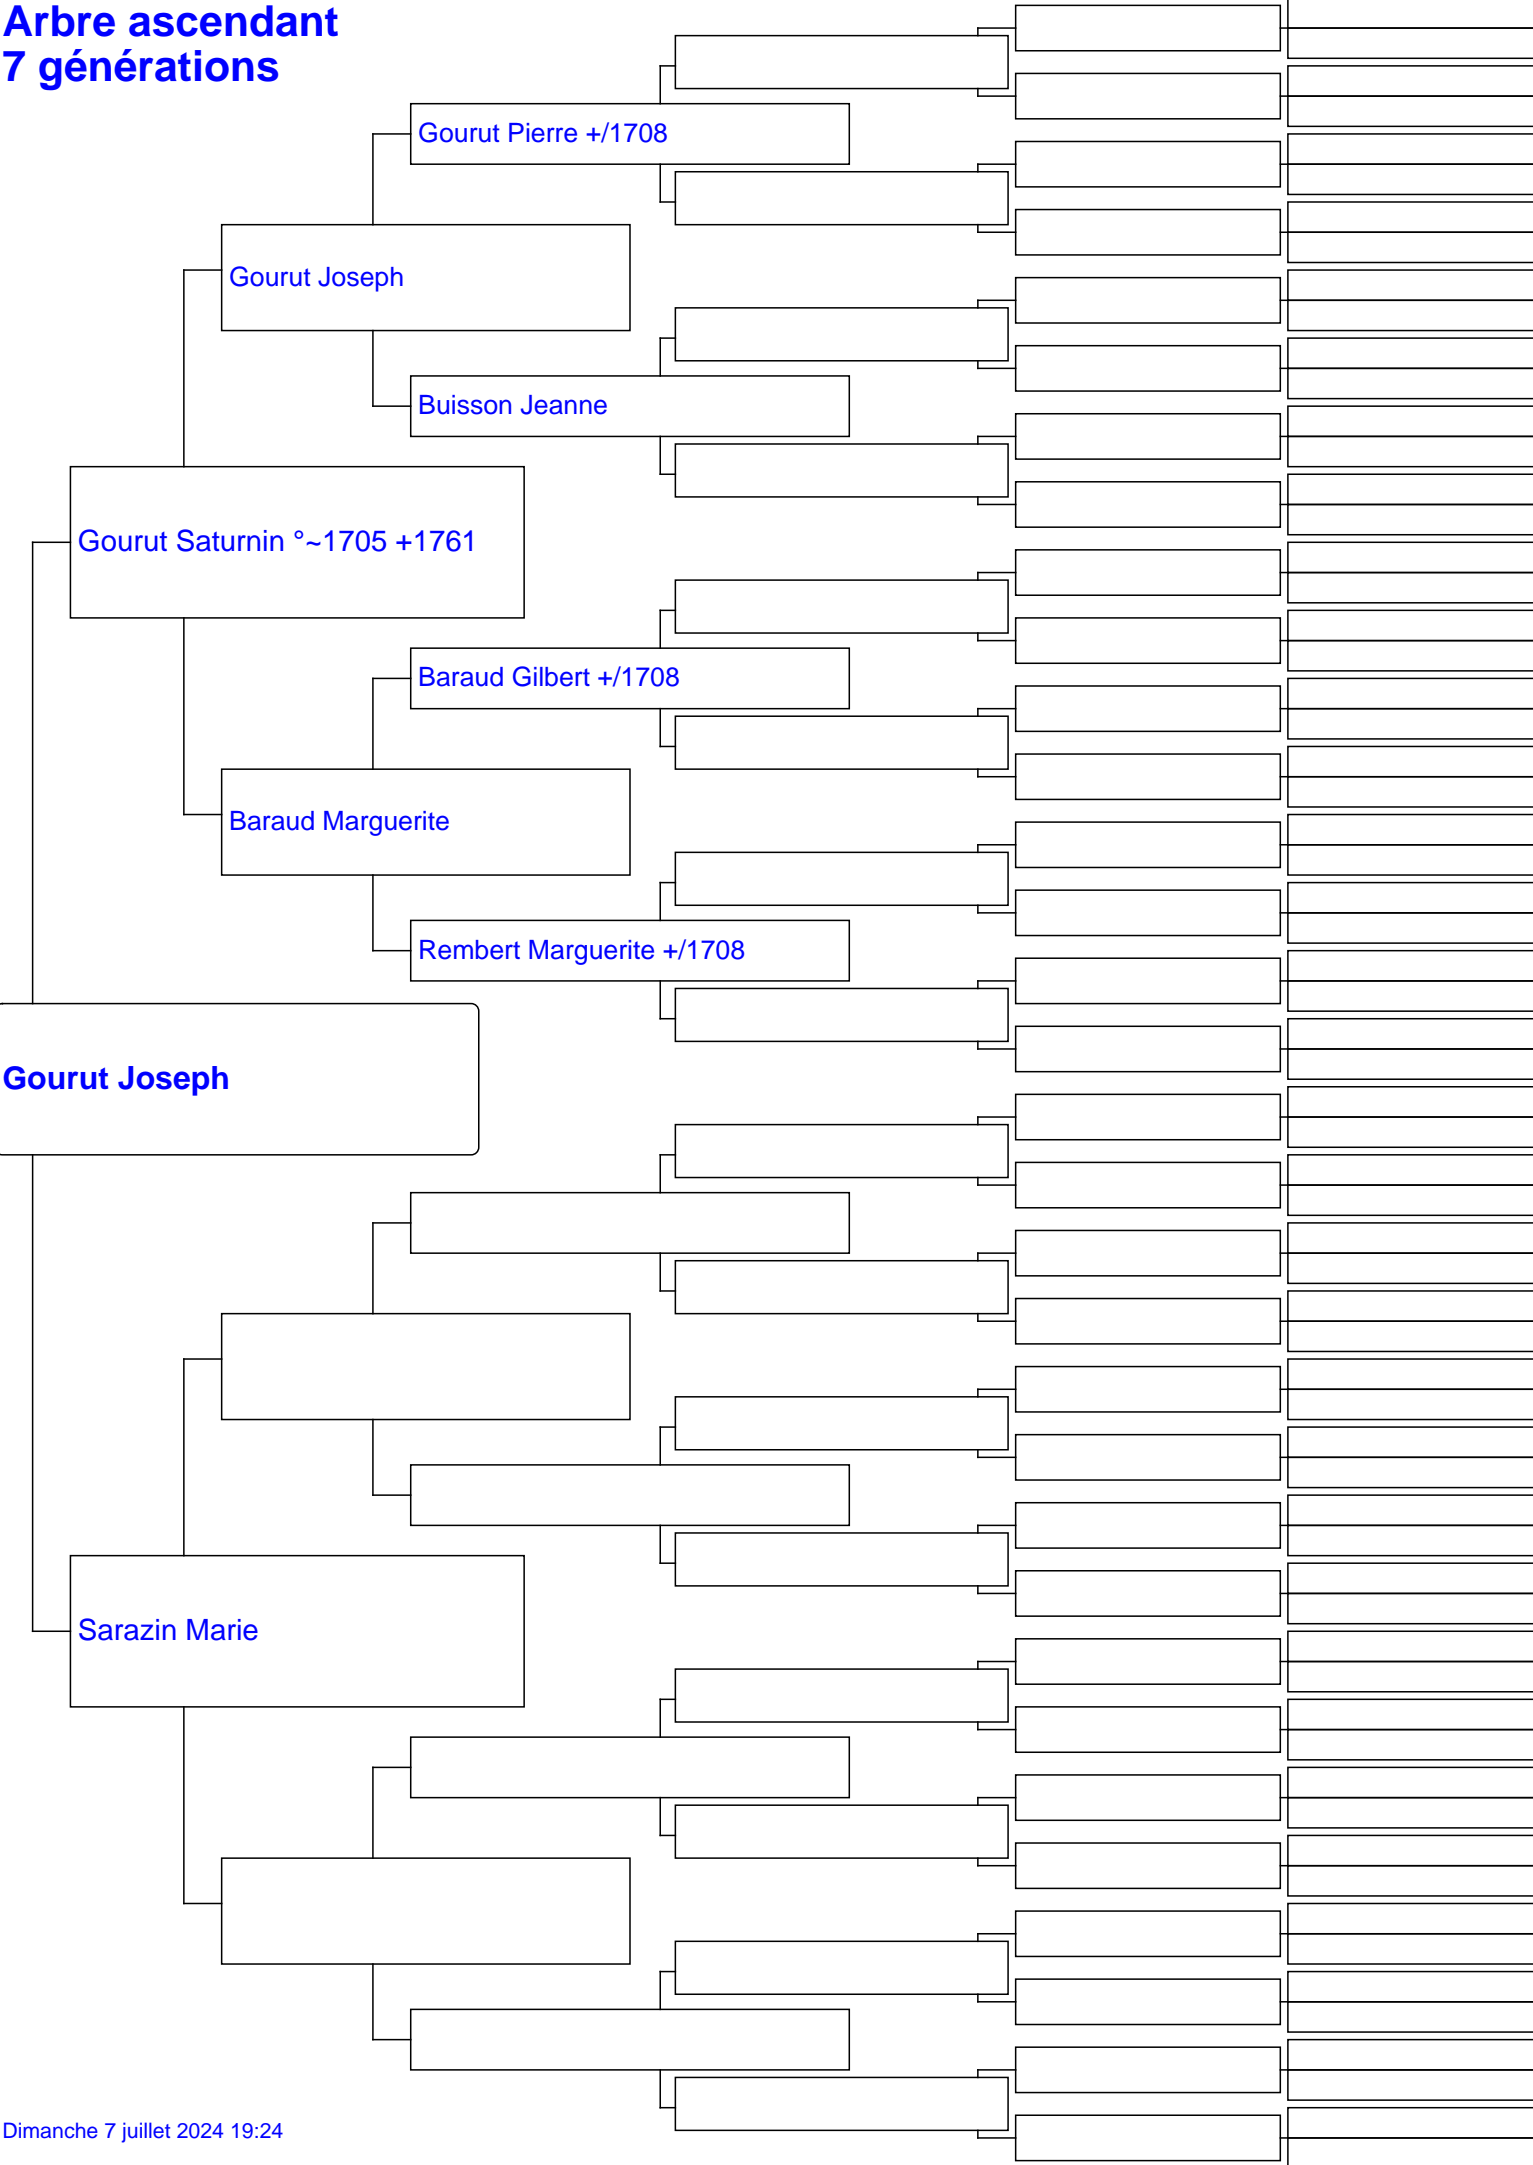 Arbre ascendant
7 générations
Gourut Pierre +/1708
Gourut Joseph
Buisson Jeanne
Gourut Saturnin °~1705 +1761
Baraud Gilbert +/1708
Baraud Marguerite
Rembert Marguerite +/1708
Gourut Joseph
Sarazin Marie
Dimanche 7 juillet 2024 19:24